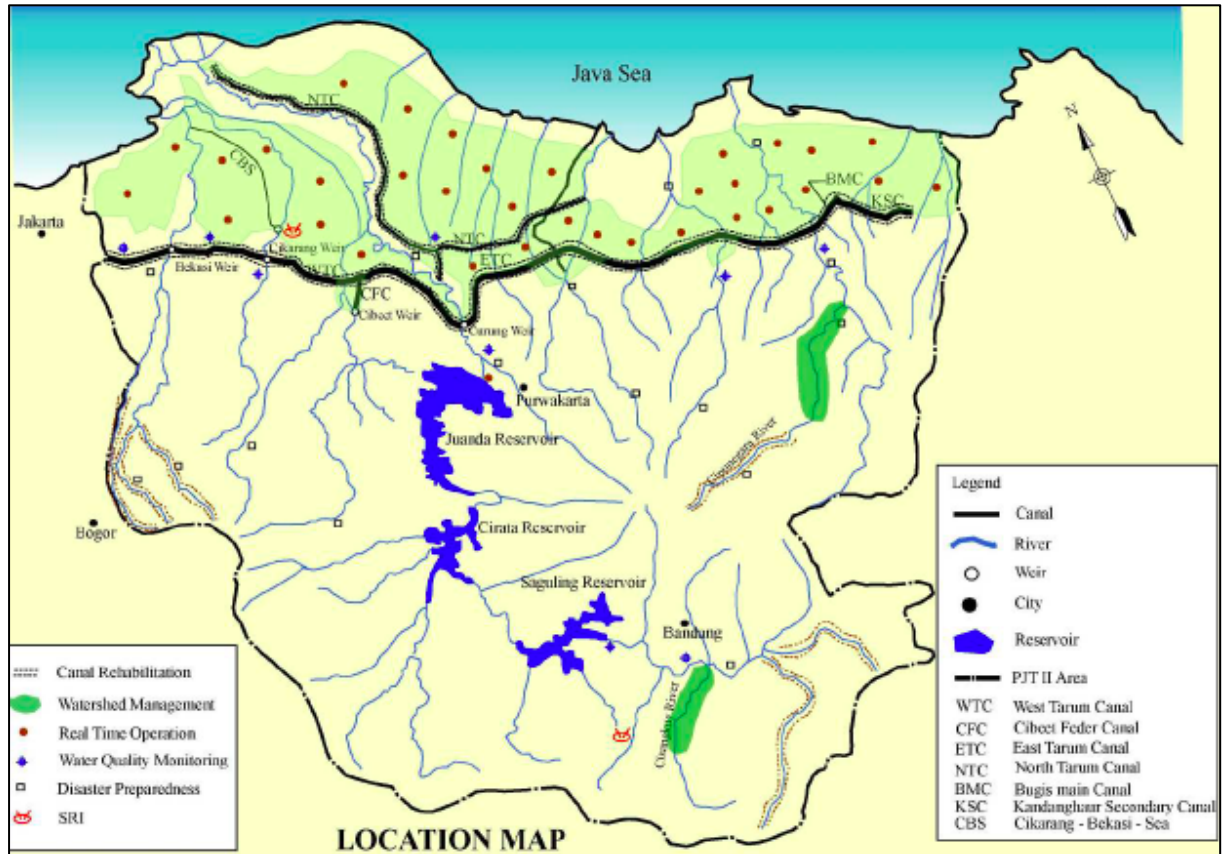 Java Sea
N
NTC
CBS
BMC
KSC
Jakarta
Cikarang Weir
NTC
ETC
Bekasi Weir
WTC
CFC
Cibeet Weir
Curung Weir
Purwakarta
Juanda Reservoir
River
Bogor
Cirata Reservoir
Saguling Reservoir
Bandung
River
LOCATION MAP
Canal Rehabilitation
Watershed Management
Real Time Operation
Water Quality Monitoring
Disaster Preparedness
SRI
Legend
Canal
River
Weir
City
Reservoir
PJT II Area
WTC West Tarum Canal
CFC Cibeet Feder Canal
ETC East Tarum Canal
NTC North Tarum Canal
BMC Bugis main Canal
KSC Kandanghaur Secondary Canal
CBS Cikarang - Bekasi - Sea